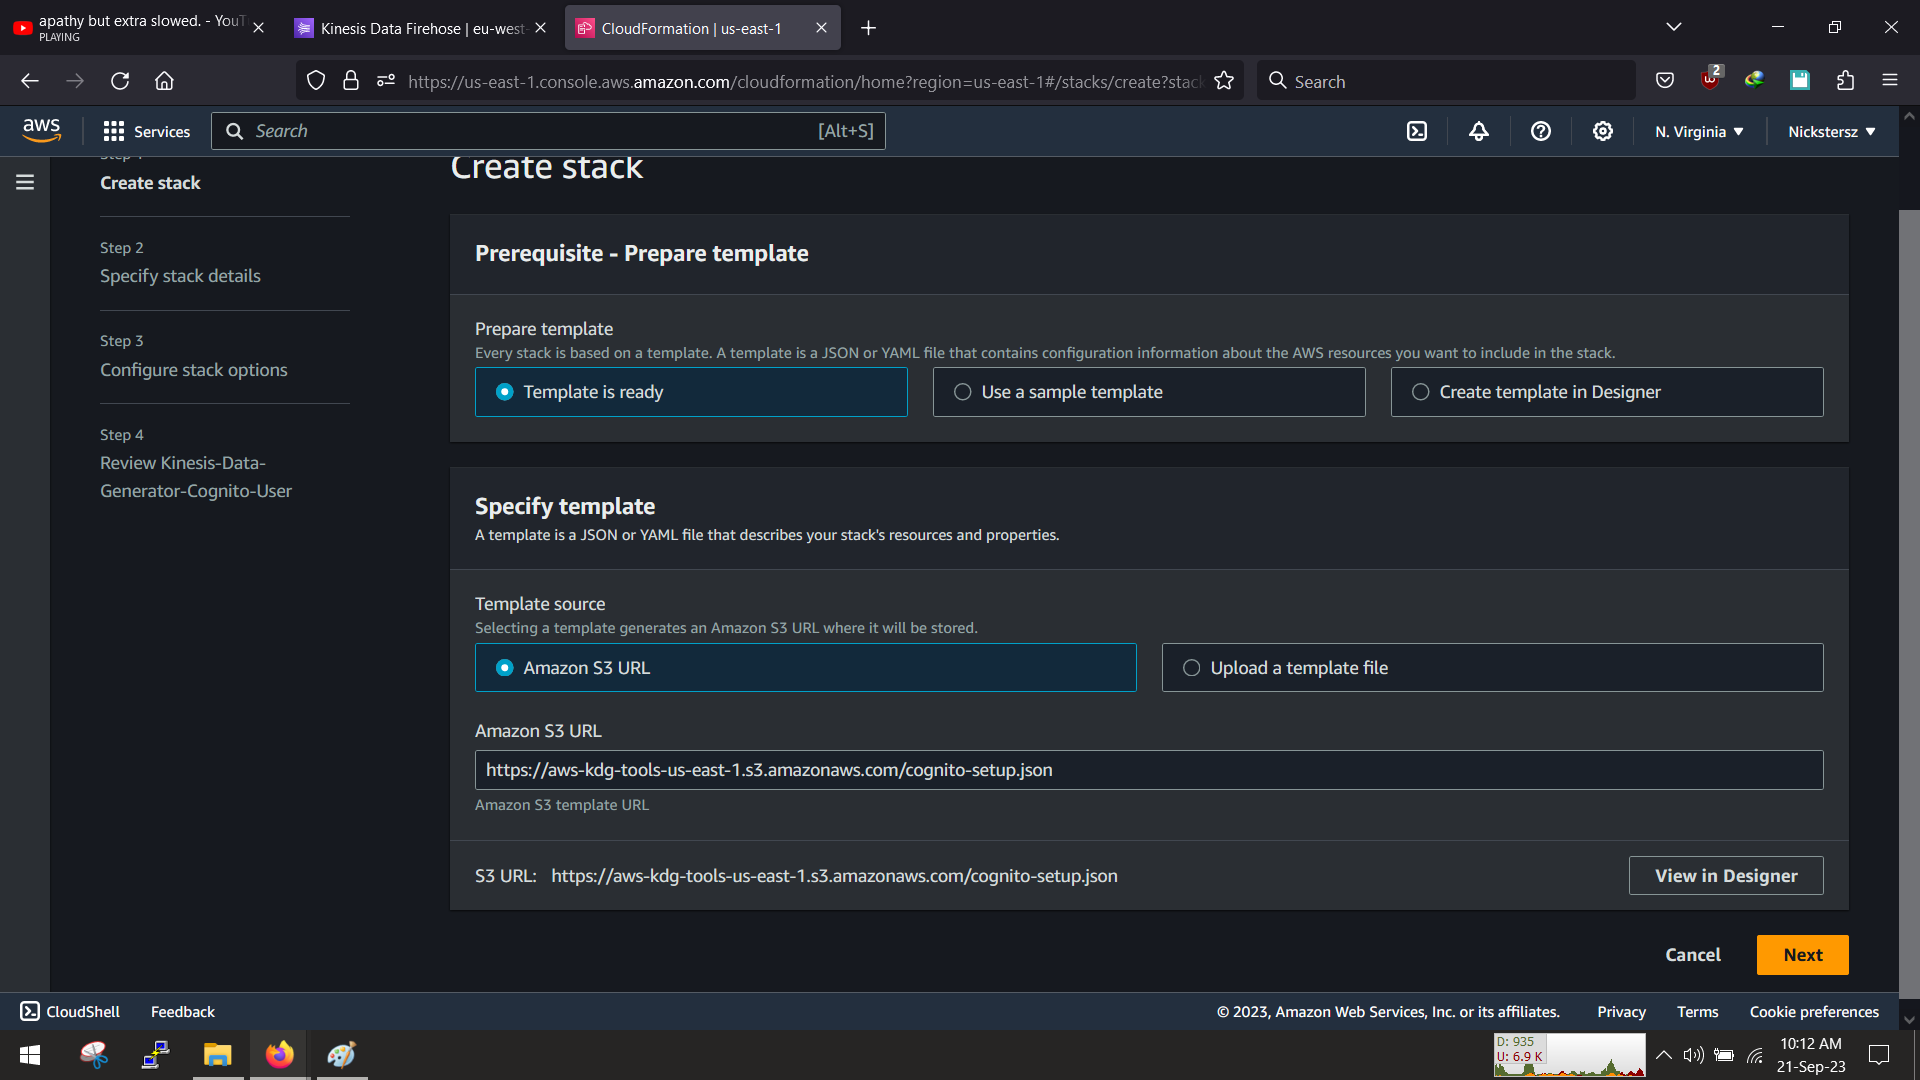 apathy but extra slowed. - YouT
PLAYING
Kinesis Data Firehose | eu-west-
CloudFormation | us-east-1
https://us-east-1.console.aws.amazon.com/cloudformation/home?region=us-east-1#/stacks/create?stac
Search
2
aws
Services
Search
[Alt+S]
N. Virginia
Nickstersz
Create stack
Step 2
Specify stack details
Step 3
Configure stack options
Step 4
Review Kinesis-Data-
Generator-Cognito-User
Create stack
Prerequisite - Prepare template
Prepare template
Every stack is based on a template. A template is a JSON or YAML file that contains configuration information about the AWS resources you want to include in the stack.
Template is ready
Use a sample template
Create template in Designer
Specify template
A template is a JSON or YAML file that describes your stack's resources and properties.
Template source
Selecting a template generates an Amazon S3 URL where it will be stored.
Amazon S3 URL
Upload a template file
Amazon S3 URL
https://aws-kdg-tools-us-east-1.s3.amazonaws.com/cognito-setup.json
Amazon S3 template URL
S3 URL: https://aws-kdg-tools-us-east-1.s3.amazonaws.com/cognito-setup.json
View in Designer
Cancel
Next
CloudShell
Feedback
© 2023, Amazon Web Services, Inc. or its affiliates.
Privacy
Terms
Cookie preferences
D: 935
U: 6.9 K
10:12 AM
21-Sep-23